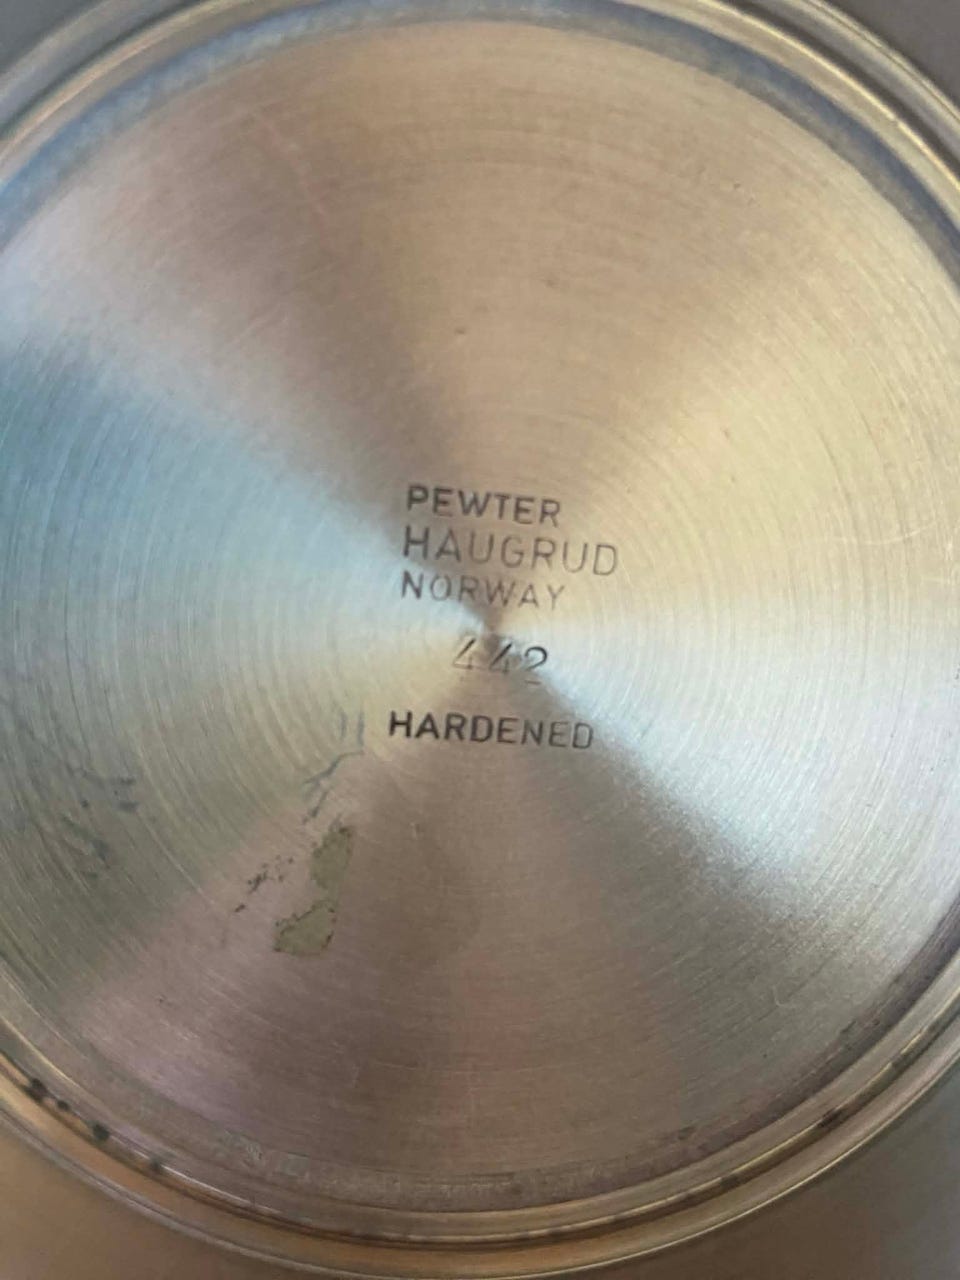 PEWTER
HAUGRUD
NORWAY
442
HARDENED